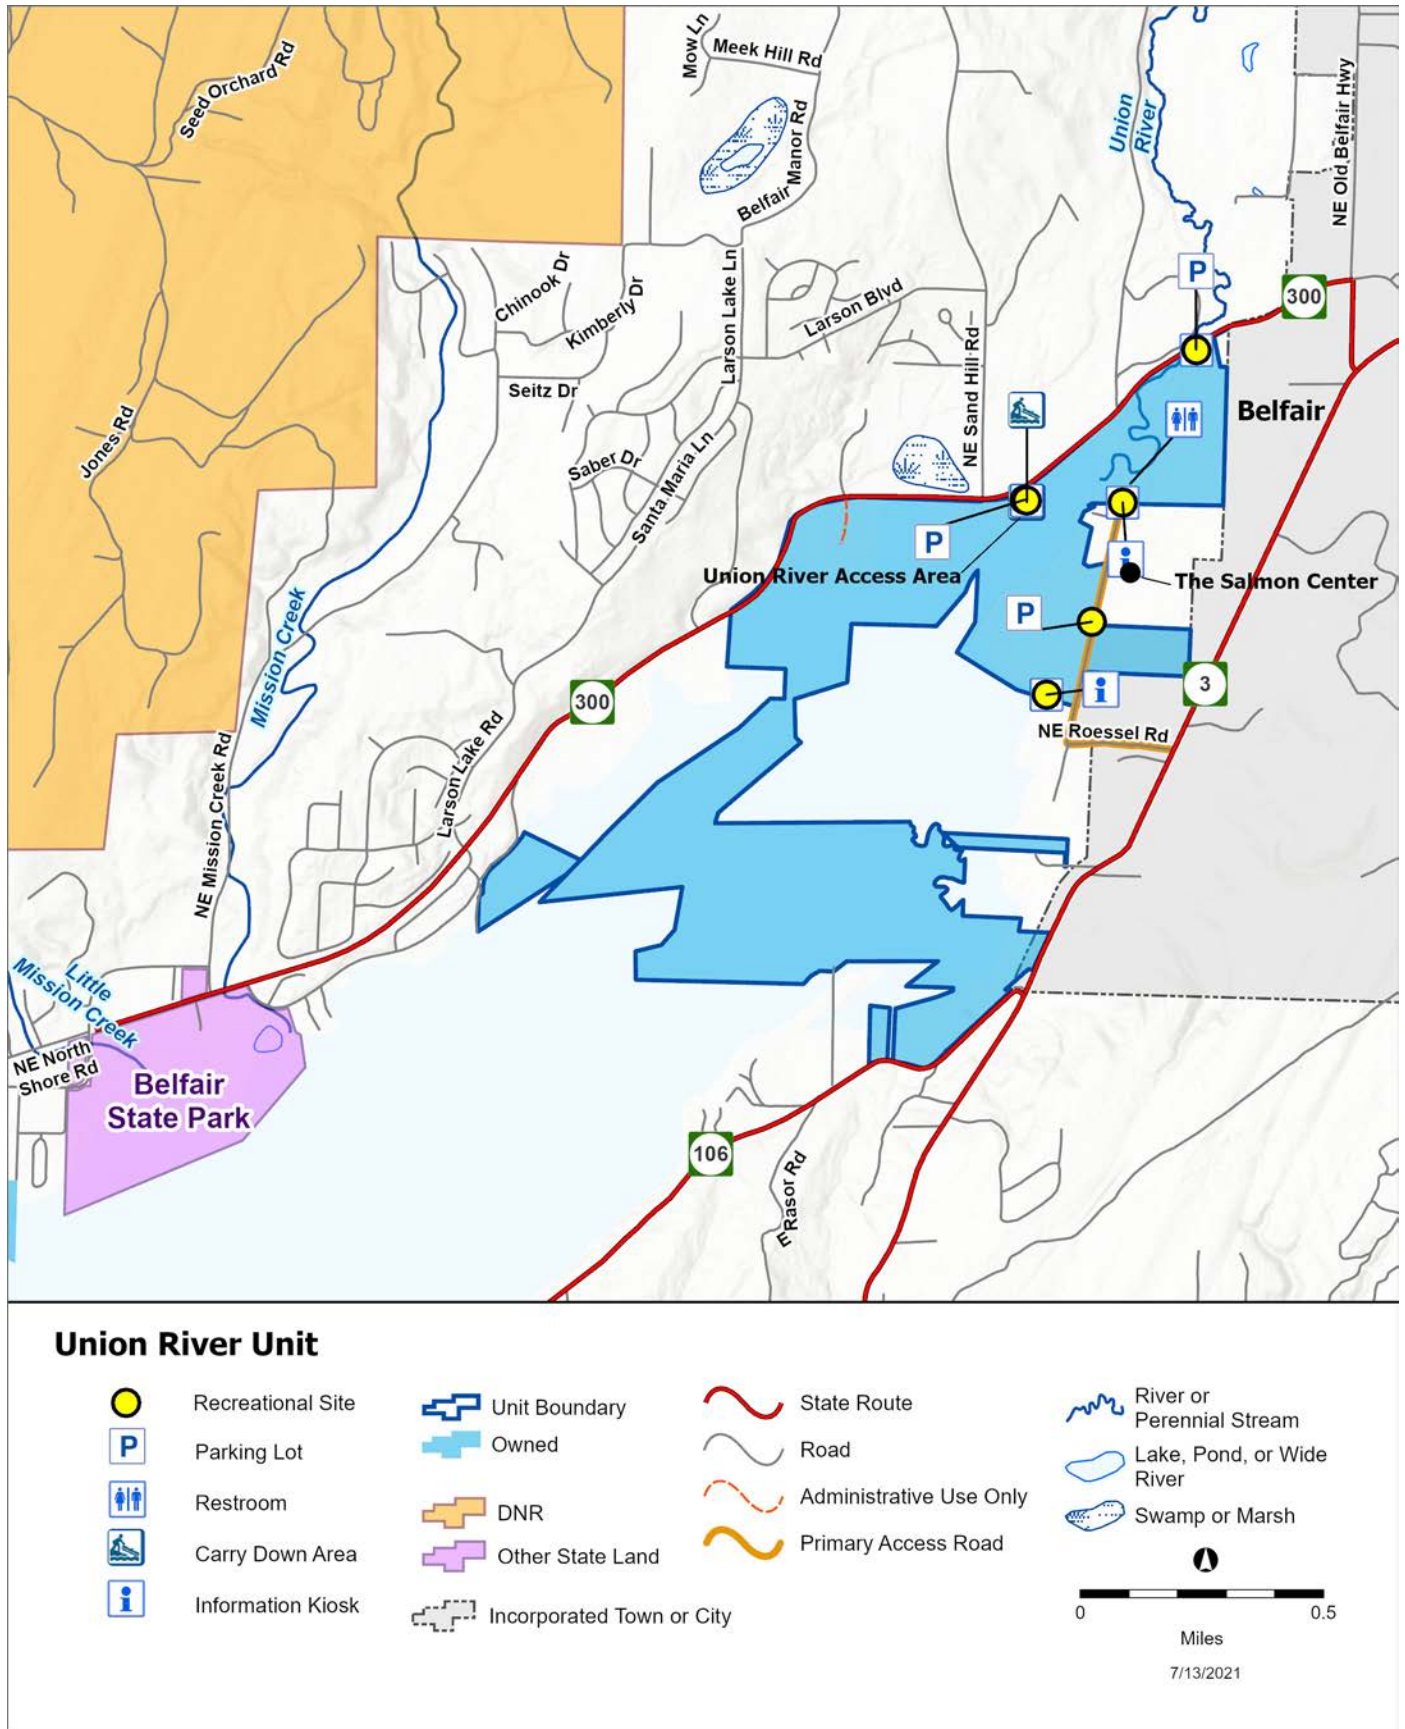 Mow Ln
Meek Hill Rd
Seed Orchard Rd
Union
River
NE Old Belfair Hwy
Belfair Manor Rd
P
300
Chinook Dr
Kimberly Dr
Larson Lake Ln
Larson Blvd
NE Sand Hill Rd
Seitz Dr
Belfair
Jones Rd
Saber Dr
Santa Maria Ln
P
Union River Access Area
i
The Salmon Center
P
Mission Creek
300
i
3
NE Roessel Rd
NE Mission Creek Rd
Larson Lake Rd
Little
Mission Creek
NE North
Shore Rd
Belfair
State Park
106
E Rasor Rd
Union River Unit
Recreational Site
P
Parking Lot
Restroom
Carry Down Area
i
Information Kiosk
Unit Boundary
Owned
DNR
Other State Land
Incorporated Town or City
State Route
Road
Administrative Use Only
Primary Access Road
River or
Perennial Stream
Lake, Pond, or Wide
River
Swamp or Marsh
0 0.5
Miles
7/13/2021